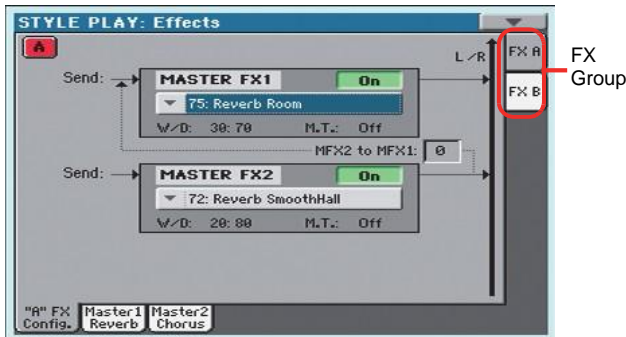 STYLE PLAY: Effects
A
L/R
FX A
FX
Group
Send:
MASTER FX1
On
75: Reverb Room
FX B
W/D: 30:70
M.T.: Off
MFX2 to MFX1: 0
Send:
MASTER FX2
On
72: Reverb SmoothHall
W/D: 20:80
M.T.: Off
"A" FX
Config.
Master1
Reverb
Master2
Chorus